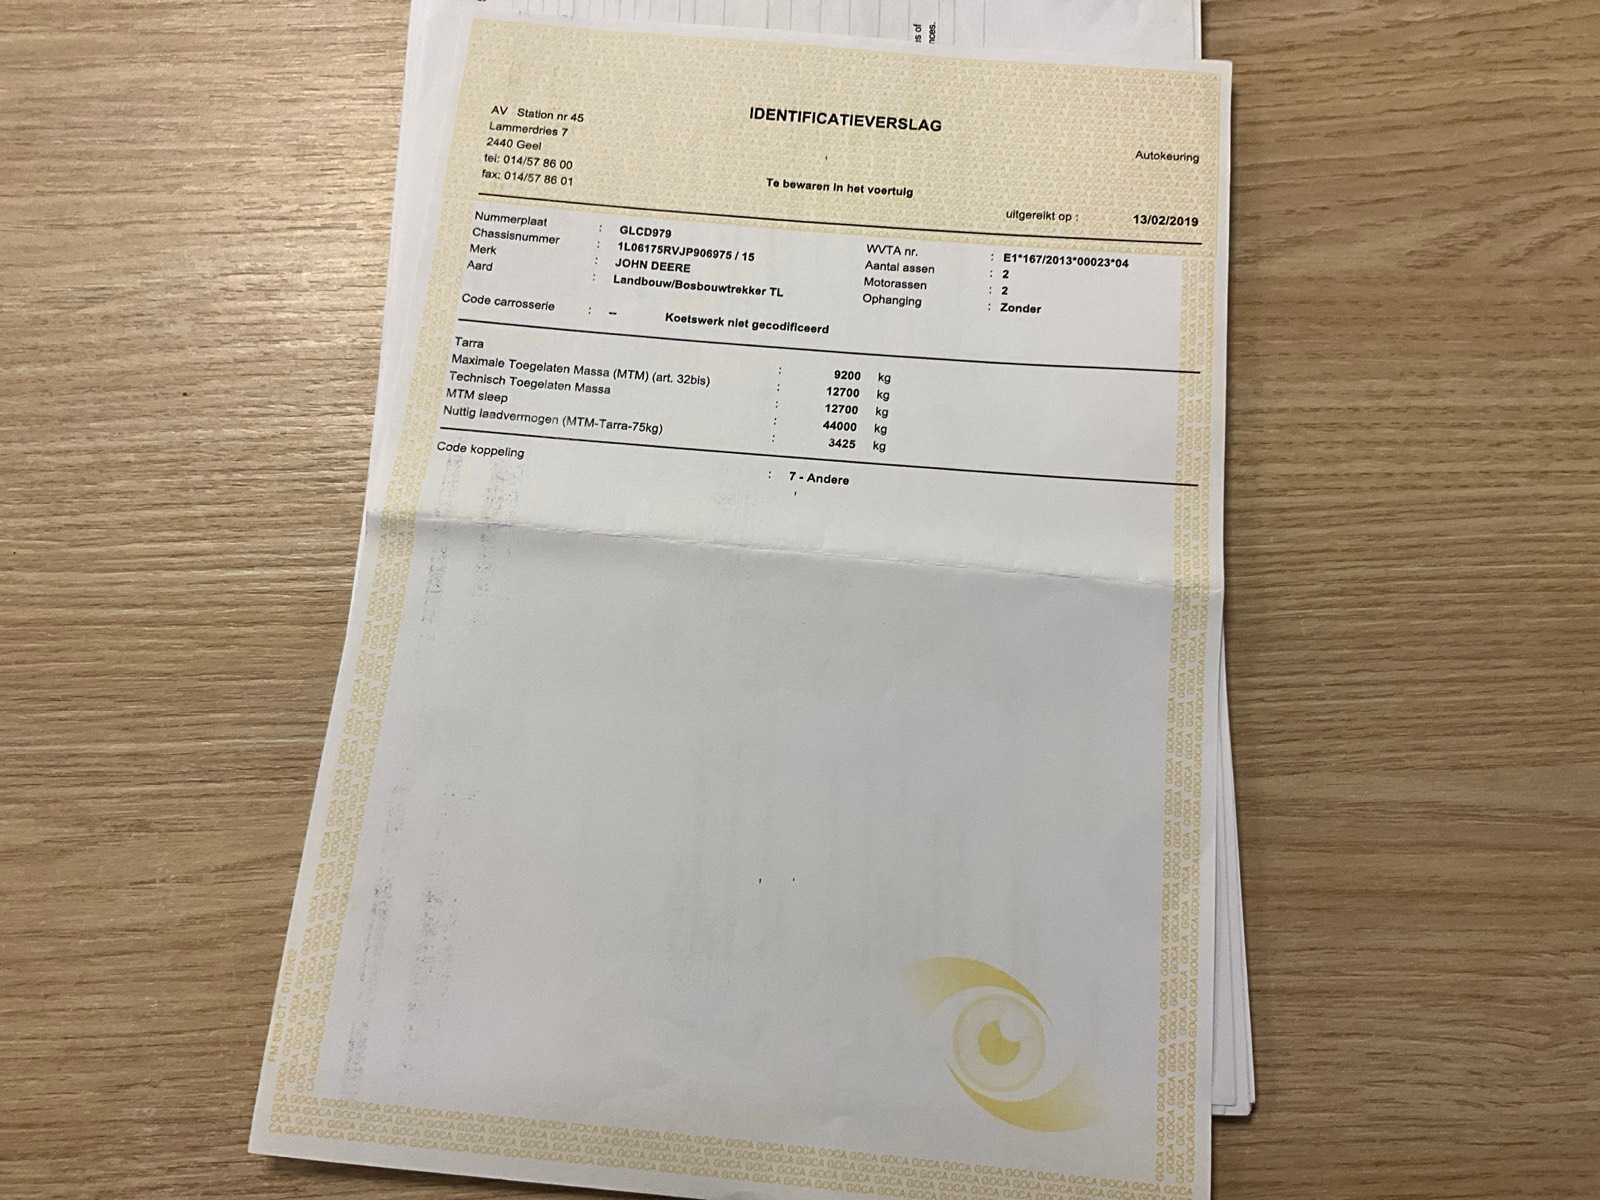 s of
nces.
AV Station nr 45
Lammerdries 7
2440 Geel
tel: 014/57 86 00
fax: 014/57 86 01
IDENTIFICATIEVERSLAG
Te bewaren in het voertuig
Autokeuring
uitgereikt op : 13/02/2019
Nummerplaat : GLCD979
Chassisnummer : 1L06175RVJP906975 / 15
Merk : JOHN DEERE
Aard : Landbouw/Bosbouwtrekker TL
WVTA nr. : E1*167/2013*00023*04
Aantal assen : 2
Motorassen : 2
Ophanging : Zonder
Code carrosserie : -- Koetswerk niet gecodificeerd
Tarra : 9200 kg
Maximale Toegelaten Massa (MTM) (art. 32bis) : 12700 kg
Technisch Toegelaten Massa : 12700 kg
MTM sleep : 44000 kg
Nuttig laadvermogen (MTM-Tarra-75kg) : 3425 kg
Code koppeling : 7 - Andere